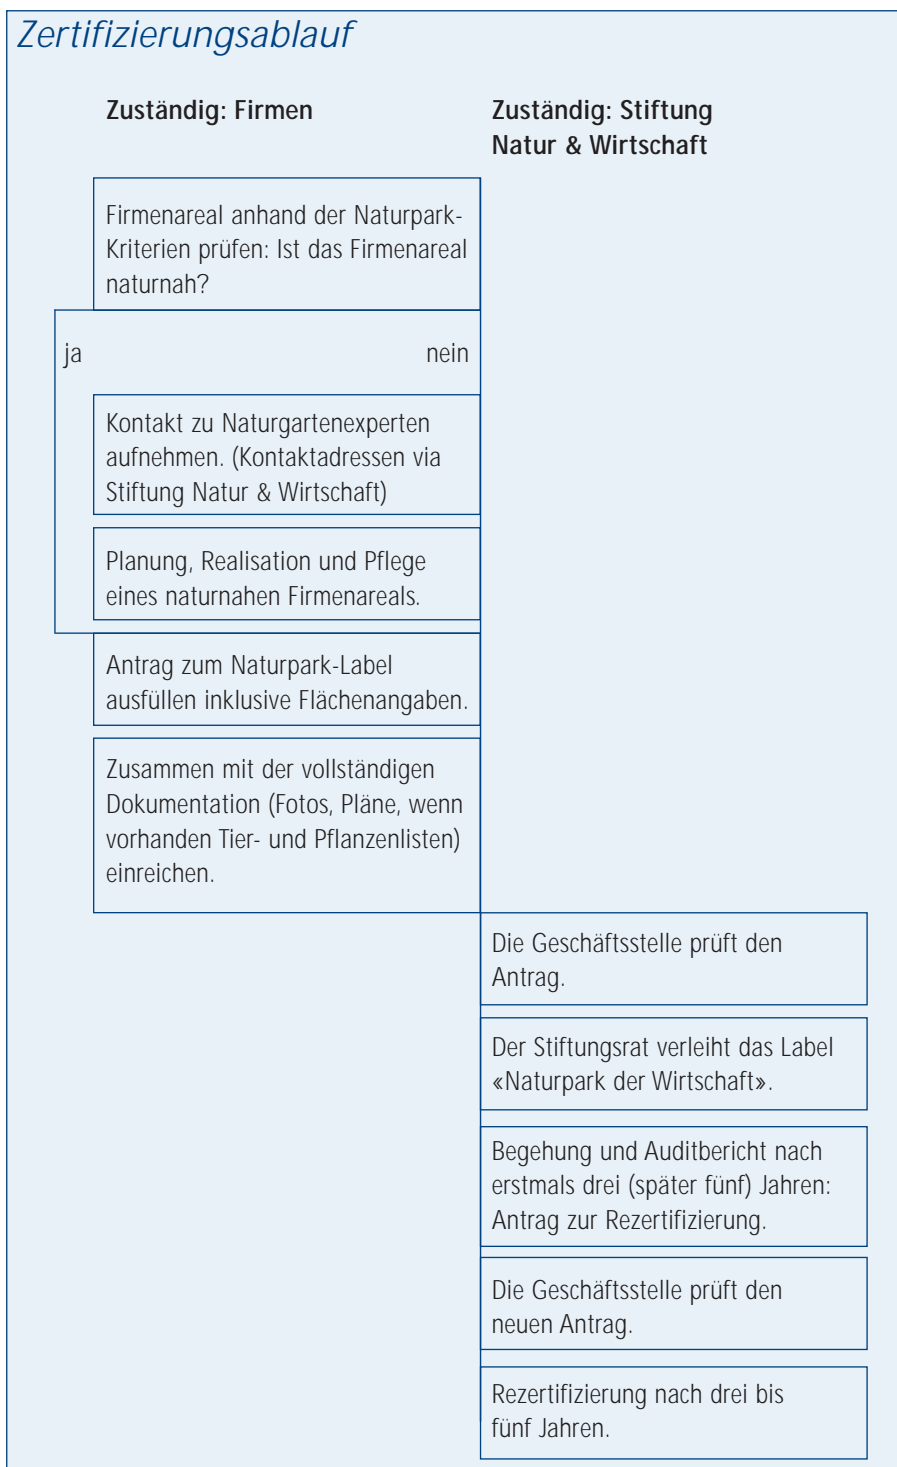 Zertifizierungsablauf
Zuständig: Firmen
Zuständig: Stiftung
Natur & Wirtschaft
Firmenareal anhand der Naturpark-
Kriterien prüfen: Ist das Firmenareal
naturnah?
ja
nein
Kontakt zu Naturgartenexperten
aufnehmen. (Kontaktadressen via
Stiftung Natur & Wirtschaft)
Planung, Realisation und Pflege
eines naturnahen Firmenareals.
Antrag zum Naturpark-Label
ausfüllen inklusive Flächenangaben.
Zusammen mit der vollständigen
Dokumentation (Fotos, Pläne, wenn
vorhanden Tier- und Pflanzenlisten)
einreichen.
Die Geschäftsstelle prüft den
Antrag.
Der Stiftungsrat verleiht das Label
«Naturpark der Wirtschaft».
Begehung und Auditbericht nach
erstmals drei (später fünf) Jahren:
Antrag zur Rezertifizierung.
Die Geschäftsstelle prüft den
neuen Antrag.
Rezertifizierung nach drei bis
fünf Jahren.